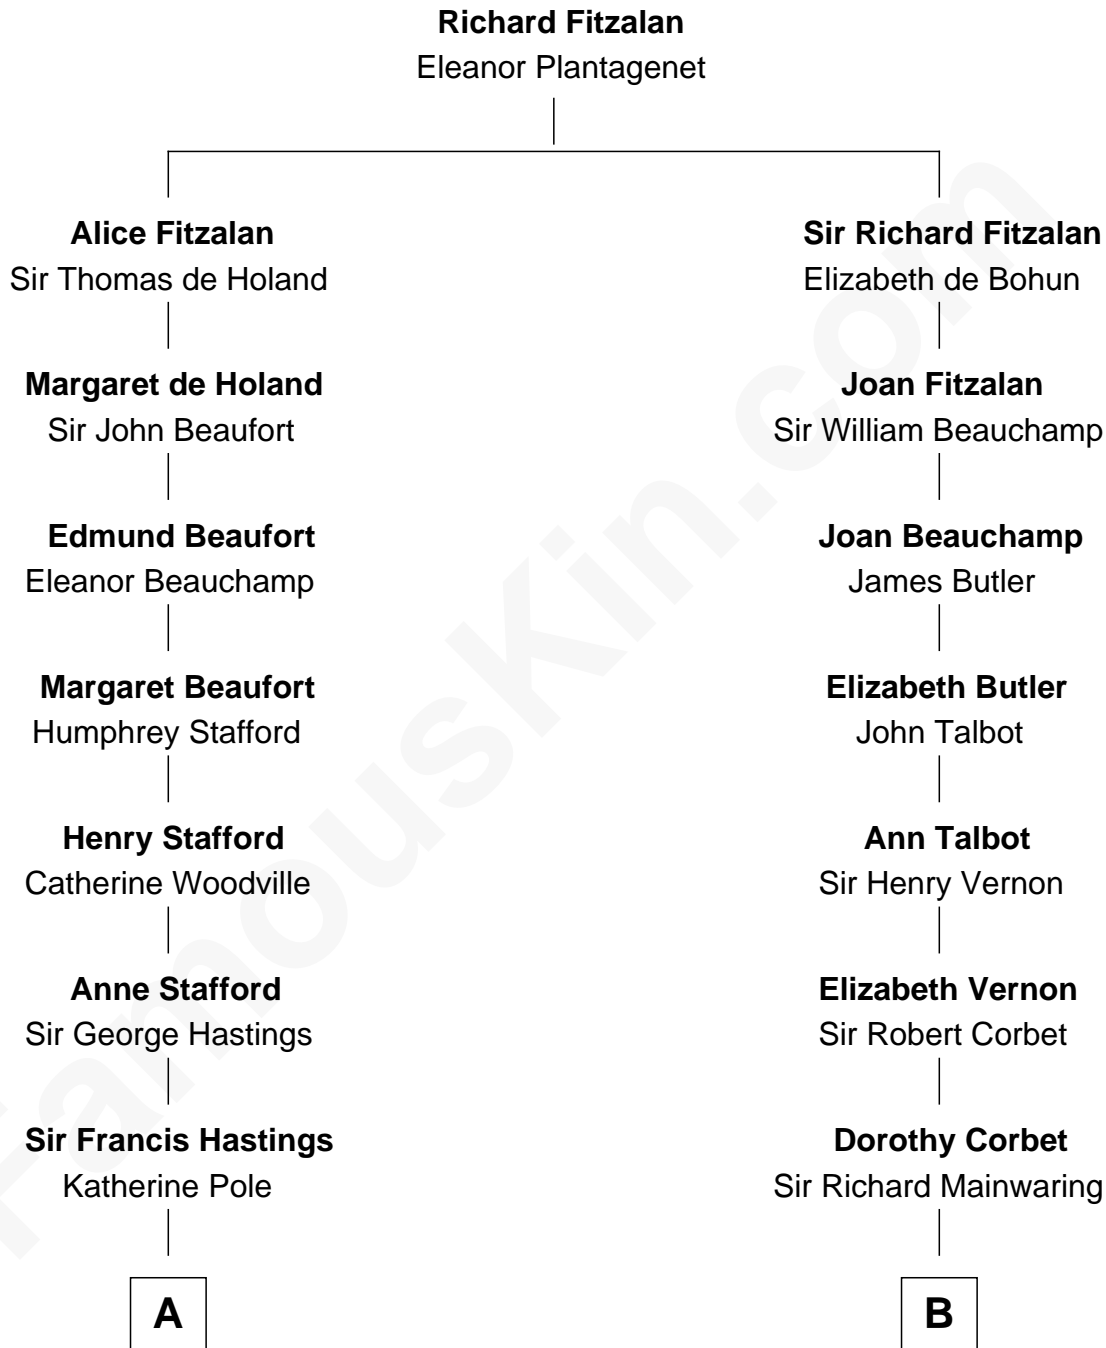 Richard Fitzalan
Eleanor Plantagenet
Alice Fitzalan
Sir Thomas de Holand
Sir Richard Fitzalan
Elizabeth de Bohun
Margaret de Holand
Sir John Beaufort
Joan Fitzalan
Sir William Beauchamp
Edmund Beaufort
Eleanor Beauchamp
Joan Beauchamp
James Butler
Margaret Beaufort
Humphrey Stafford
Elizabeth Butler
John Talbot
Henry Stafford
Catherine Woodville
Ann Talbot
Sir Henry Vernon
Anne Stafford
Sir George Hastings
Elizabeth Vernon
Sir Robert Corbet
Sir Francis Hastings
Katherine Pole
Dorothy Corbet
Sir Richard Mainwaring
A
B
FamousKin.com